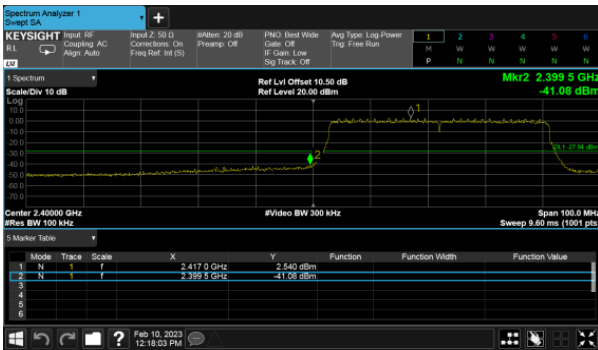 Spectrum Analyzer 1
Swept SA
+
KEYSIGHT Input: RF Input Z: 50 Ω #Atten: 20 dB PNO: Best Wide Avg Type: Log-Power 1 2 3 4 5 6
RL Coupling: AC Corrections: On Preamp: Off Gate: Off Trig: Free Run M W W W W W
Align: Auto Freq Ref: Int (S) IF Gain: Low P N N N N N
Sig Track: Off
LXI
1 Spectrum Ref Lvl Offset 10.50 dB Mkr2 2.399 5 GHz
Scale/Div 10 dB Ref Level 20.00 dBm -41.08 dBm
Log
10.0
0.00
-10.0
-20.0
-30.0
-40.0
-50.0
-60.0
-70.0
1
2
DL1 -27.94 dBm
Center 2.40000 GHz #Video BW 300 kHz Span 100.0 MHz
#Res BW 100 kHz Sweep 9.60 ms (1001 pts)
5 Marker Table
Mode Trace Scale X Y Function Function Width Function Value
1 N 1 f 2.417 0 GHz 2.540 dBm
2 N 1 f 2.399 5 GHz -41.08 dBm
3
4
5
6
? Feb 10, 2023
12:18:03 PM